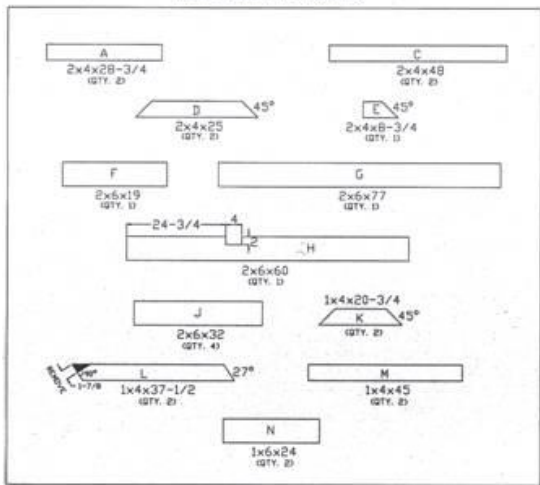 A
2x4x28-3/4
(QTY. 2)
C
2x4x48
(QTY. 2)
D
45°
2x4x25
(QTY. 2)
E
45°
2x4x8-3/4
(QTY. 1)
F
2x6x19
(QTY. 1)
G
2x6x77
(QTY. 1)
24-3/4
4
2
H
2x6x60
(QTY. 1)
J
2x6x32
(QTY. 4)
1x4x20-3/4
K
45°
(QTY. 2)
REMOVE
1-7/8
90°
L
27°
1x4x37-1/2
(QTY. 2)
M
1x4x45
(QTY. 2)
N
1x6x24
(QTY. 2)